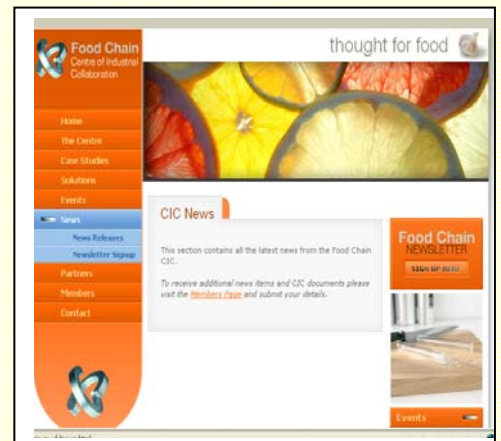 Food Chain
Centre of Industrial
Collaboration
thought for food
Home
The Centre
Case Studies
Solutions
Events
News
News Releases
Newsletter Signup
Partners
Members
Contact
CIC News
This section contains all the latest news from the Food Chain
CIC.
To receive additional news items and CIC documents please
visit the Members Page and submit your details.
Food Chain
NEWSLETTER
SIGN UP HERE
Events